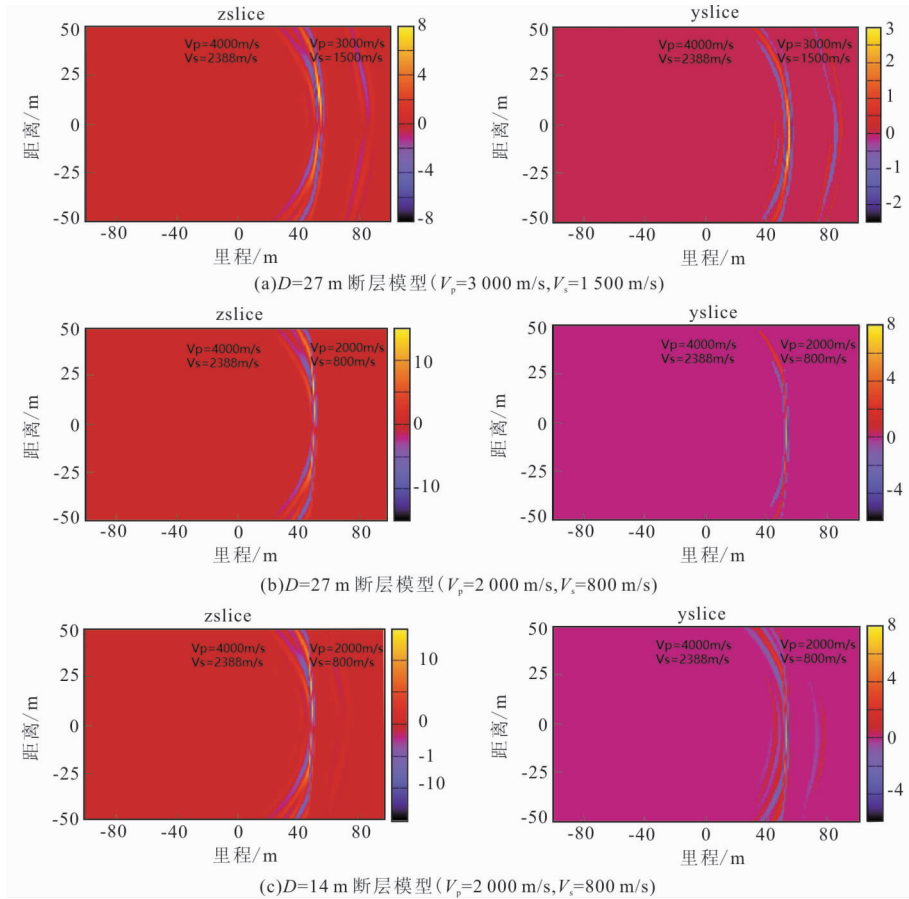 zslice
8
4
0
-4
-8
50
25
0
-25
-50
距离/m
Vp=4000m/s
Vs=2388m/s
Vp=3000m/s
Vs=1500m/s
-80
-40
0
40
80
里程/m
yslice
3
2
1
0
-1
-2
50
25
0
-25
-50
距离/m
Vp=4000m/s
Vs=2388m/s
Vp=3000m/s
Vs=1500m/s
-80
-40
0
40
80
里程/m
(a)D=27 m 断层模型(Vp=3 000 m/s,Vs=1 500 m/s)
zslice
10
0
-10
50
25
0
-25
-50
距离/m
Vp=4000m/s
Vs=2388m/s
Vp=2000m/s
Vs=800m/s
-80
-40
0
40
80
里程/m
yslice
8
4
0
-4
50
25
0
-25
-50
距离/m
Vp=4000m/s
Vs=2388m/s
Vp=2000m/s
Vs=800m/s
-80
-40
0
40
80
里程/m
(b)D=27 m 断层模型(Vp=2 000 m/s,Vs=800 m/s)
zslice
10
0
-1
-10
50
25
0
-25
-50
距离/m
Vp=4000m/s
Vs=2388m/s
Vp=2000m/s
Vs=800m/s
-80
-40
0
40
80
里程/m
yslice
8
4
0
-4
50
25
0
-25
-50
距离/m
Vp=4000m/s
Vs=2388m/s
Vp=2000m/s
Vs=800m/s
-80
-40
0
40
80
里程/m
(c)D=14 m 断层模型(Vp=2 000 m/s,Vs=800 m/s)